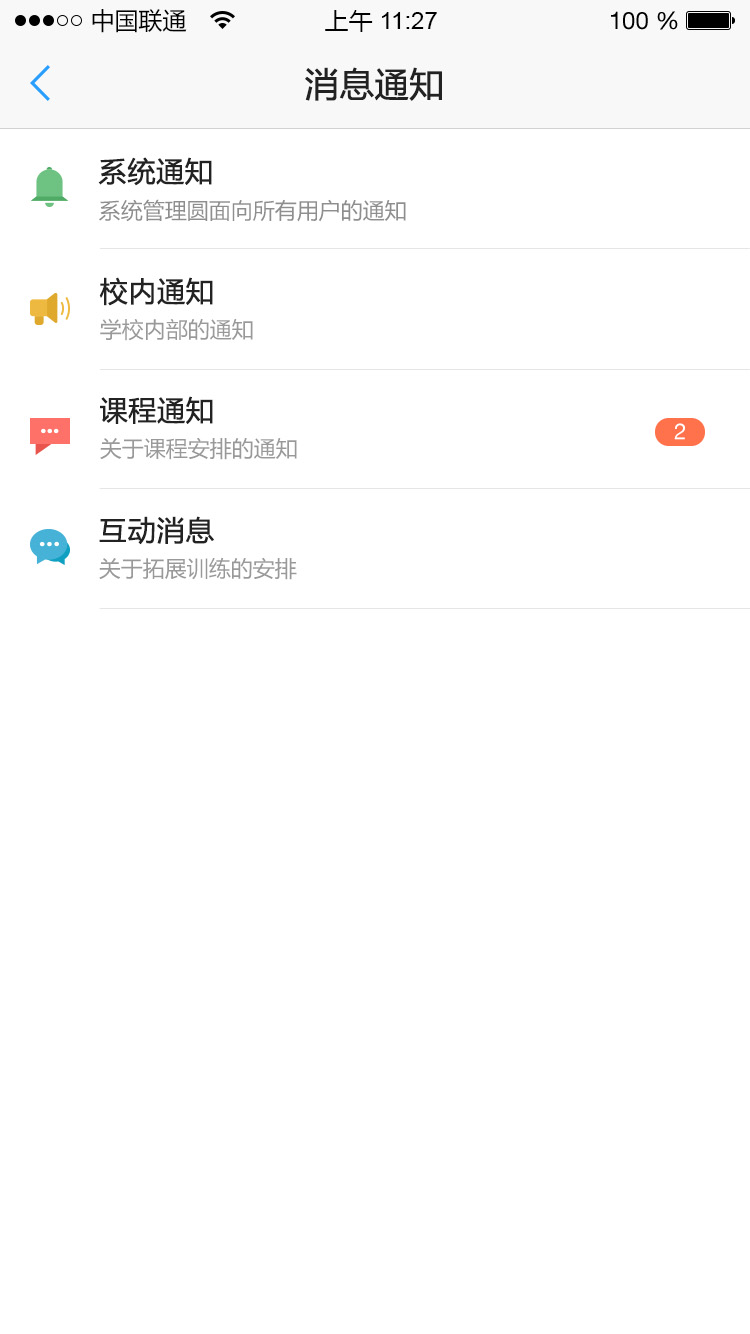 中国联通 上午 11:27 100 %
消息通知
系统通知
系统管理圆面向所有用户的通知
校内通知
学校内部的通知
课程通知
关于课程安排的通知
2
互动消息
关于拓展训练的安排